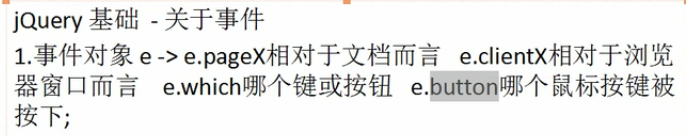 jQuery 基础 - 关于事件
1.事件对象 e -> e.pageX相对于文档而言 e.clientX相对于浏览
器窗口而言 e.which哪个键或按钮 e.button哪个鼠标按键被
按下;